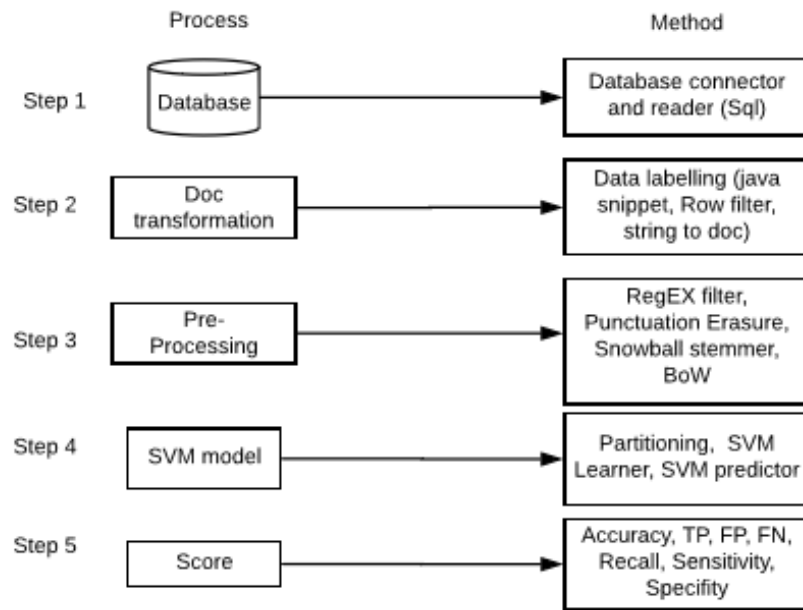 Process
Method
Step 1
Database
Database connector
and reader (Sql)
Step 2
Doc
transformation
Data labelling (java
snippet, Row filter,
string to doc)
Step 3
Pre-
Processing
RegEX filter,
Punctuation Erasure,
Snowball stemmer,
BoW
Step 4
SVM model
Partitioning, SVM
Learner, SVM predictor
Step 5
Score
Accuracy, TP, FP, FN,
Recall, Sensitivity,
Specifity